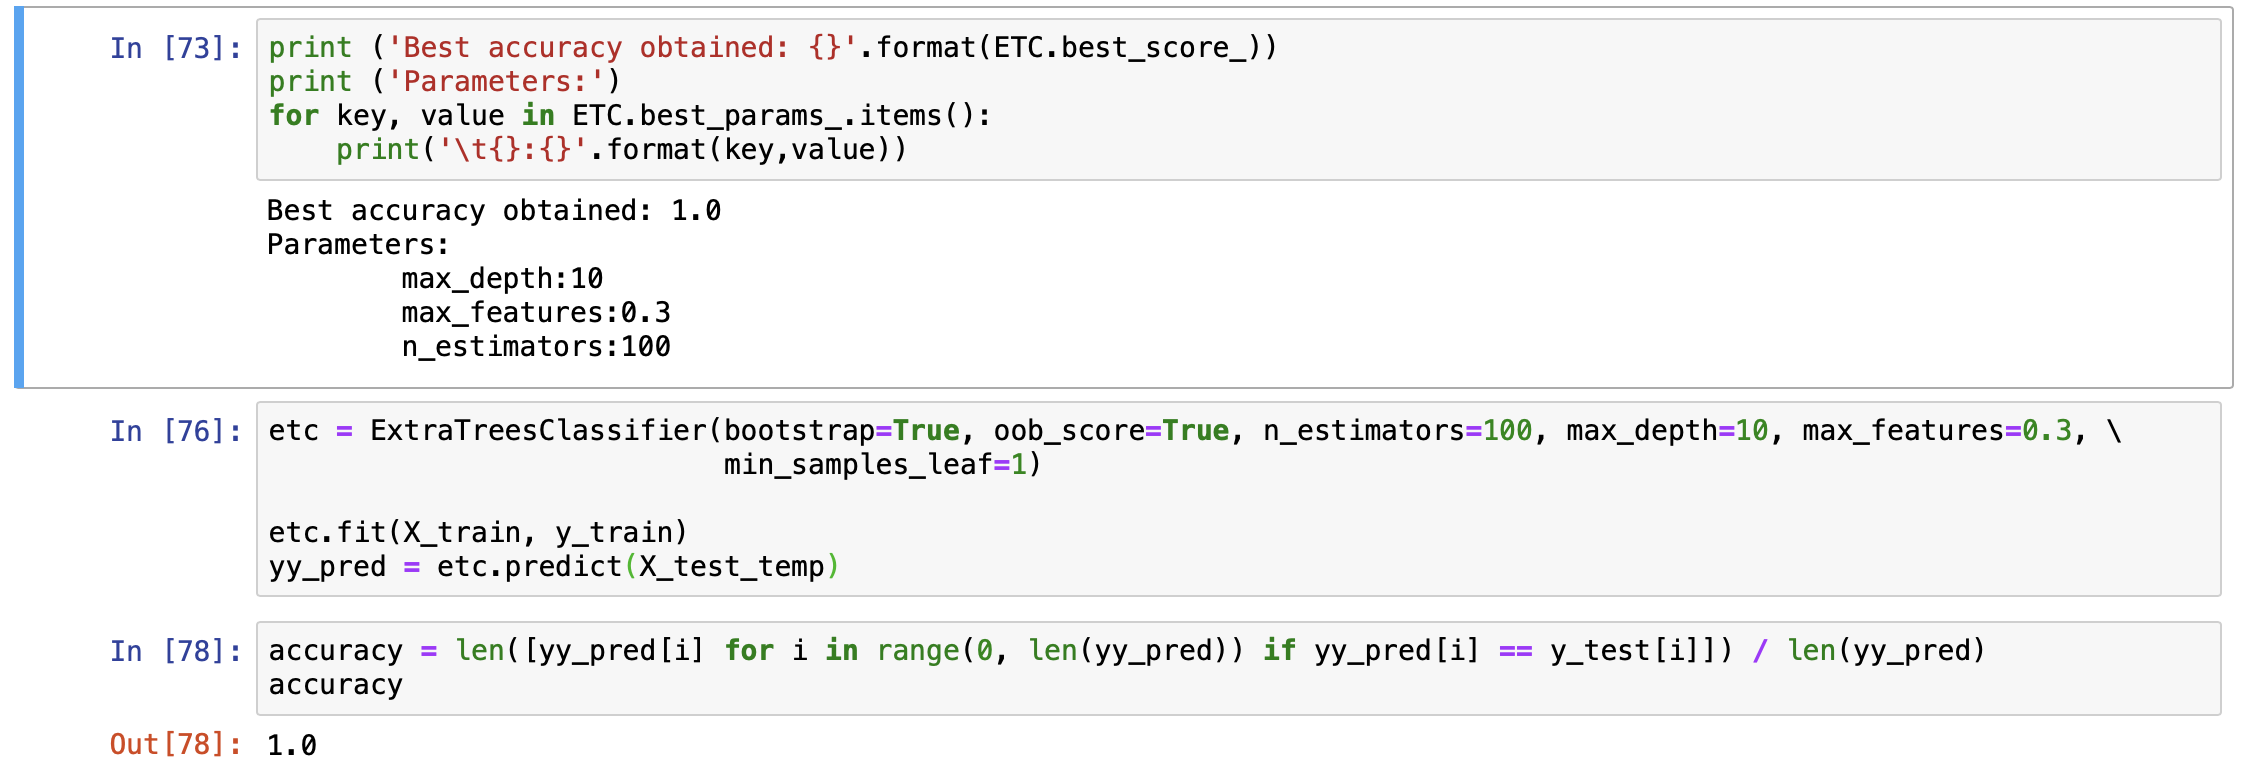 In [73]: print ('Best accuracy obtained: {}'.format(ETC.best_score_))
print ('Parameters:')
for key, value in ETC.best_params_.items():
    print('\t{}:{}'.format(key,value))
Best accuracy obtained: 1.0
Parameters:
        max_depth:10
        max_features:0.3
        n_estimators:100
In [76]: etc = ExtraTreesClassifier(bootstrap=True, oob_score=True, n_estimators=100, max_depth=10, max_features=0.3, \
                           min_samples_leaf=1)
etc.fit(X_train, y_train)
yy_pred = etc.predict(X_test_temp)
In [78]: accuracy = len([yy_pred[i] for i in range(0, len(yy_pred)) if yy_pred[i] == y_test[i]]) / len(yy_pred)
accuracy
Out[78]: 1.0